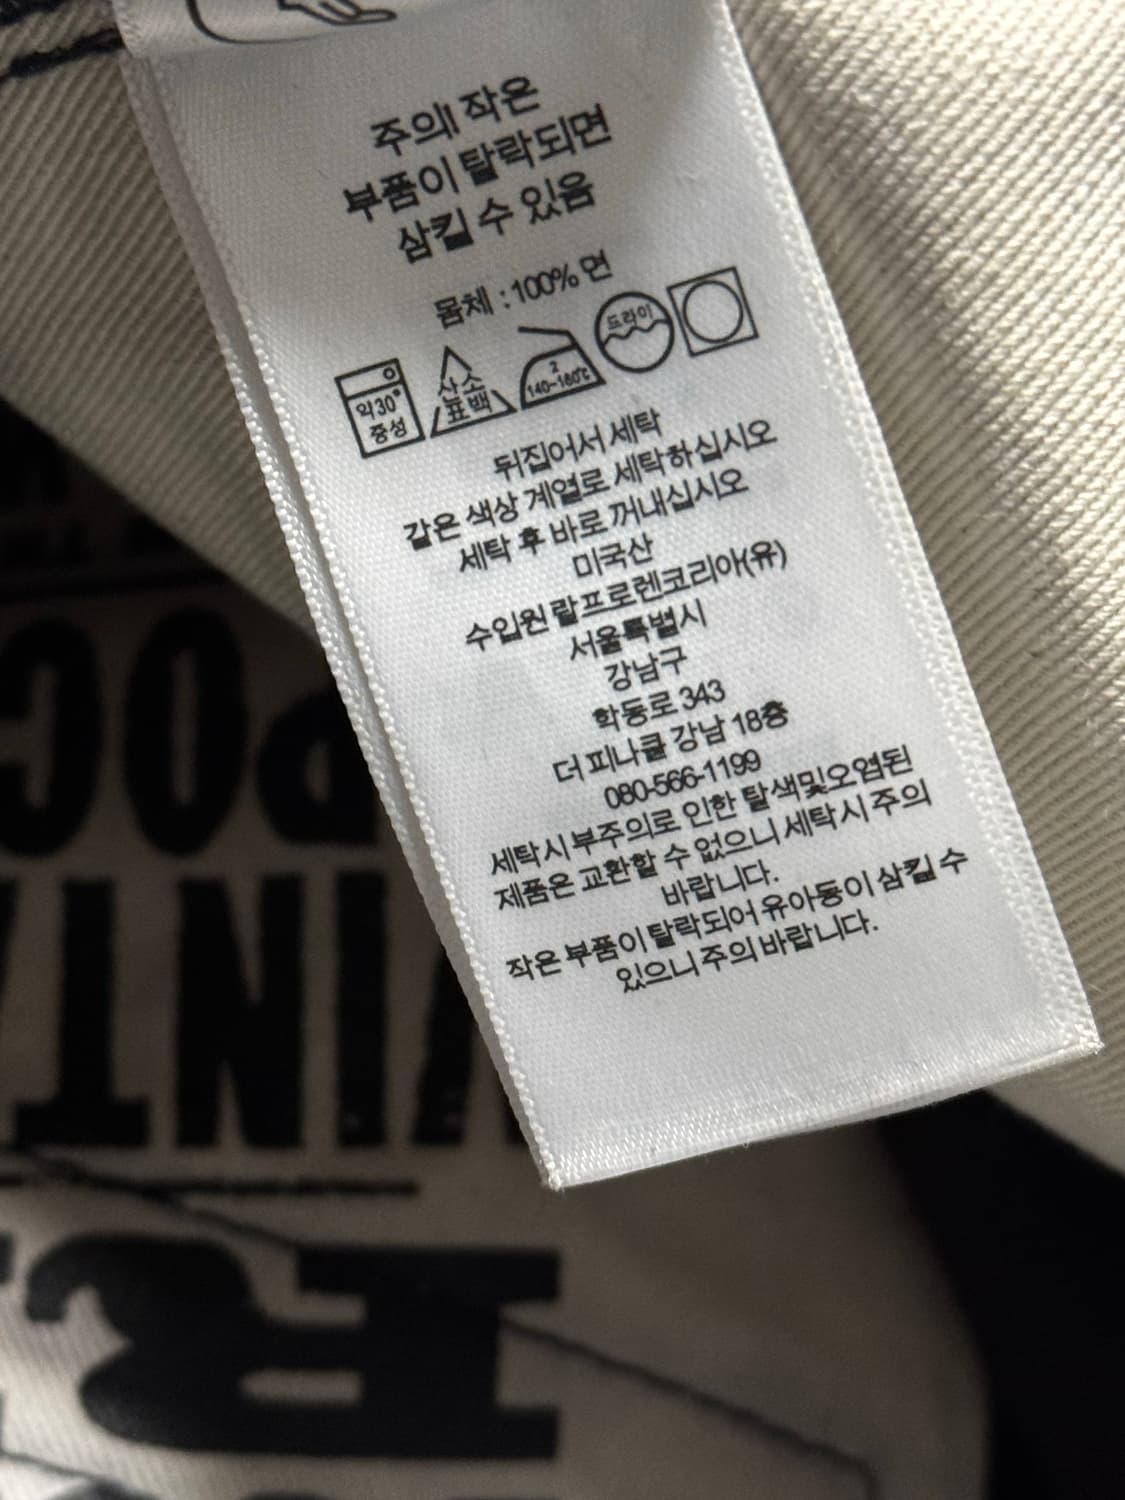 주의! 작은
부품이 탈락되면
삼킬 수 있음
몸체 : 100% 면
약30°
중성
산소
표백
2
140~160℃
드라이
뒤집어서 세탁
같은 색상 계열로 세탁하십시오
세탁 후 바로 꺼내십시오
미국산
수입원 랄프로렌코리아(유)
서울특별시
강남구
학동로 343
더 피나클 강남 18층
080-566-1199
세탁시 부주의로 인한 탈색및오염된
제품은 교환할 수 없으니 세탁시 주의
바랍니다.
작은 부품이 탈락되어 유아동이 삼킬 수
있으니 주의 바랍니다.